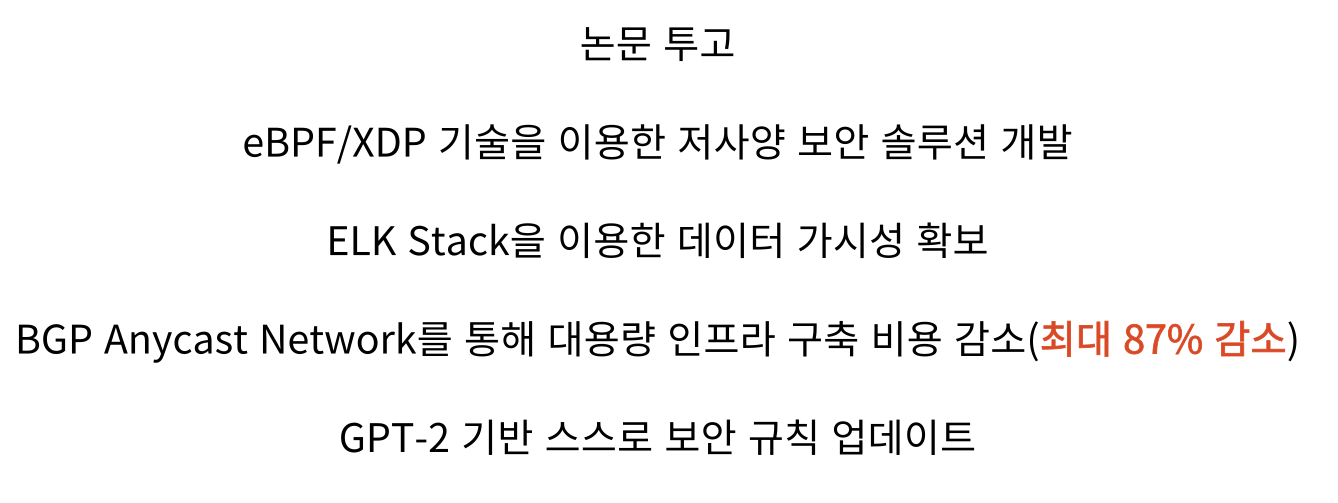 논문 투고
eBPF/XDP 기술을 이용한 저사양 보안 솔루션 개발
ELK Stack을 이용한 데이터 가시성 확보
BGP Anycast Network를 통해 대용량 인프라 구축 비용 감소(최대 87% 감소)
GPT-2 기반 스스로 보안 규칙 업데이트